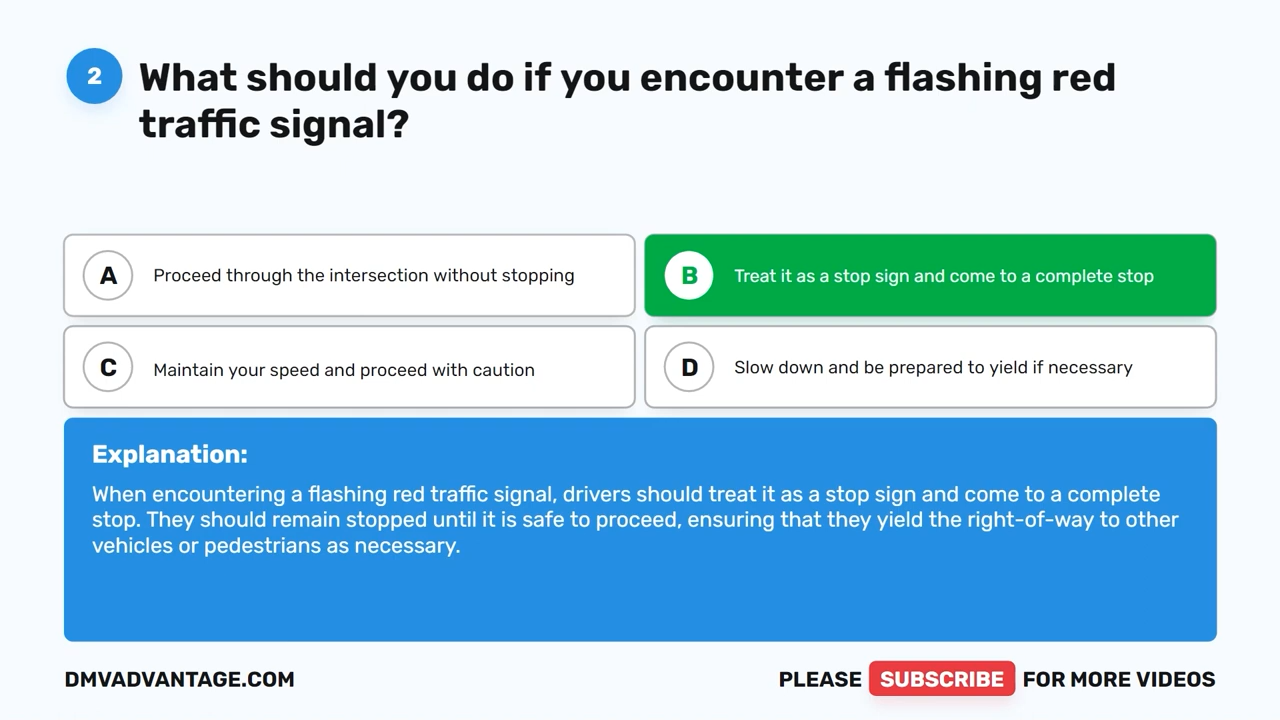 2
What should you do if you encounter a flashing red
traffic signal?
A
Proceed through the intersection without stopping
B
Treat it as a stop sign and come to a complete stop
C
Maintain your speed and proceed with caution
D
Slow down and be prepared to yield if necessary
Explanation:
When encountering a flashing red traffic signal, drivers should treat it as a stop sign and come to a complete
stop. They should remain stopped until it is safe to proceed, ensuring that they yield the right-of-way to other
vehicles or pedestrians as necessary.
DMVADVANTAGE.COM
PLEASE SUBSCRIBE FOR MORE VIDEOS